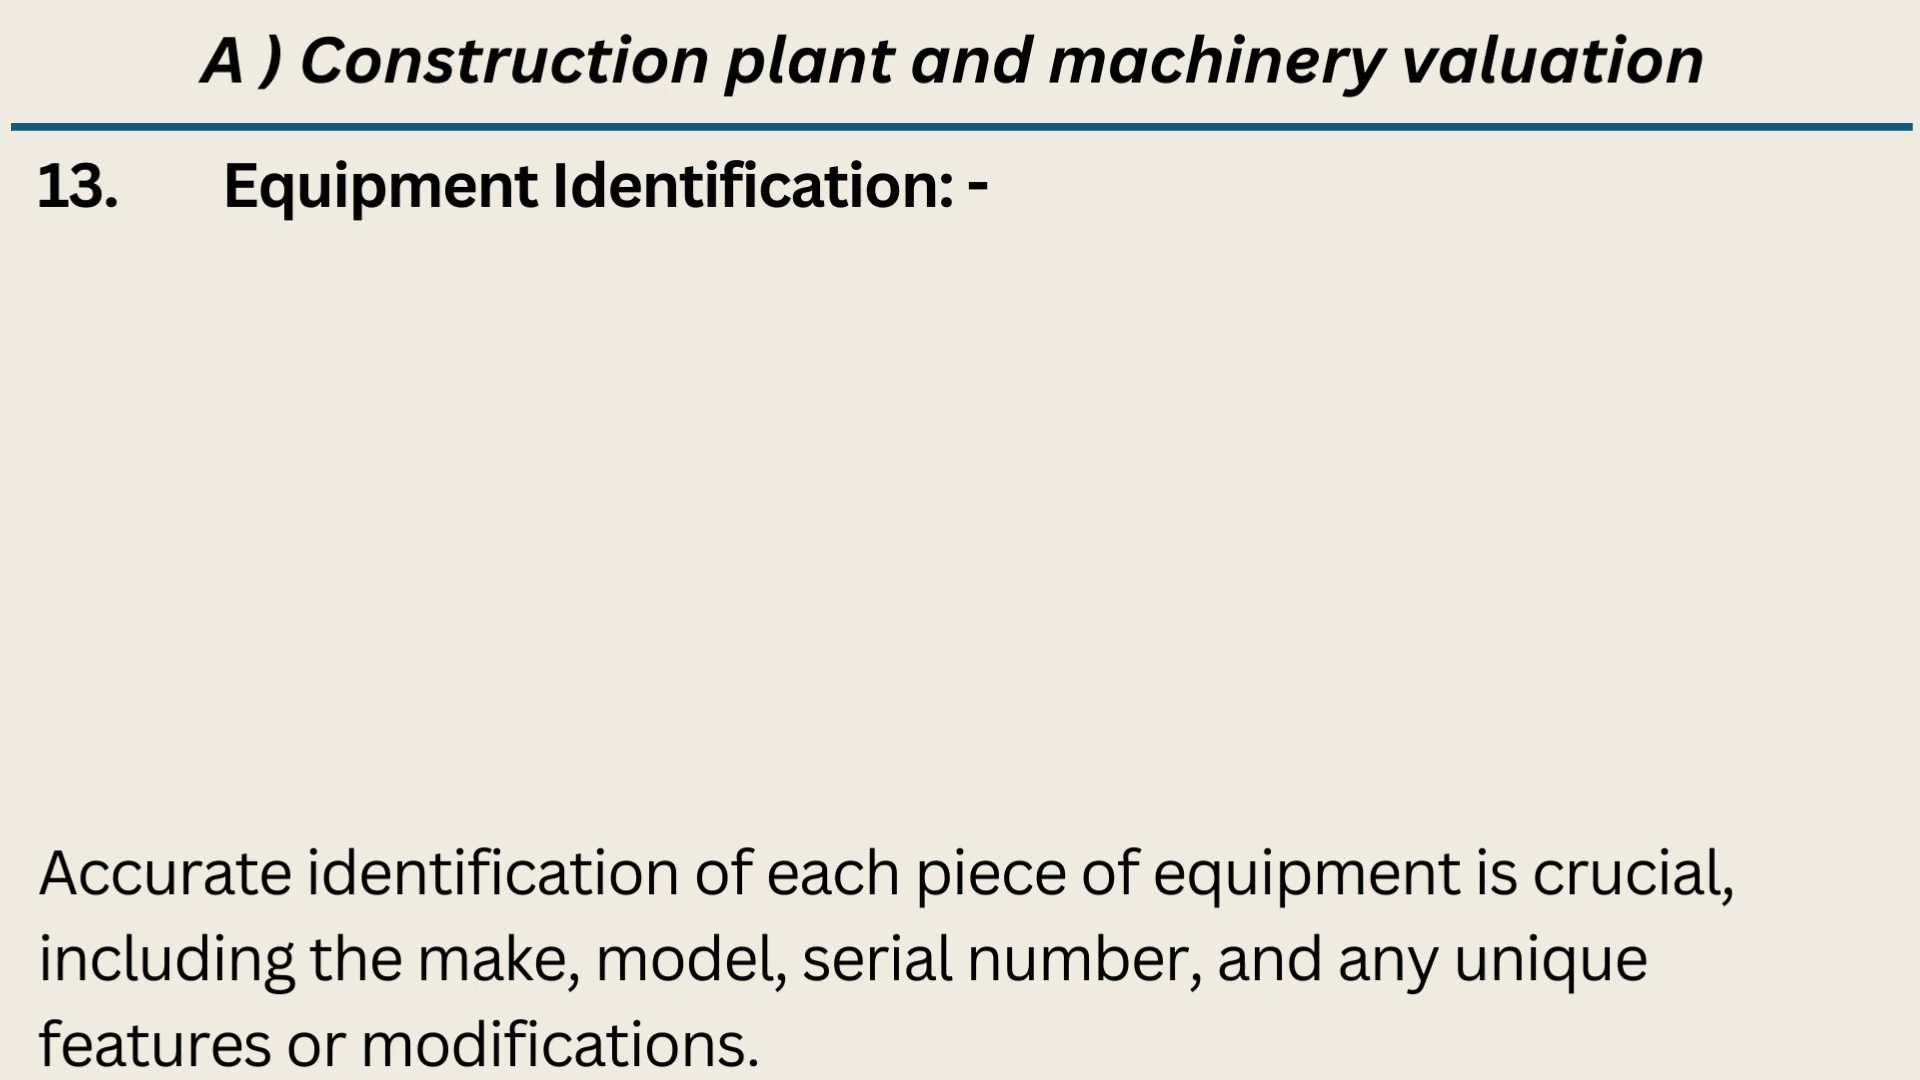 A ) Construction plant and machinery valuation
13. Equipment Identification: -
Accurate identification of each piece of equipment is crucial,
including the make, model, serial number, and any unique
features or modifications.